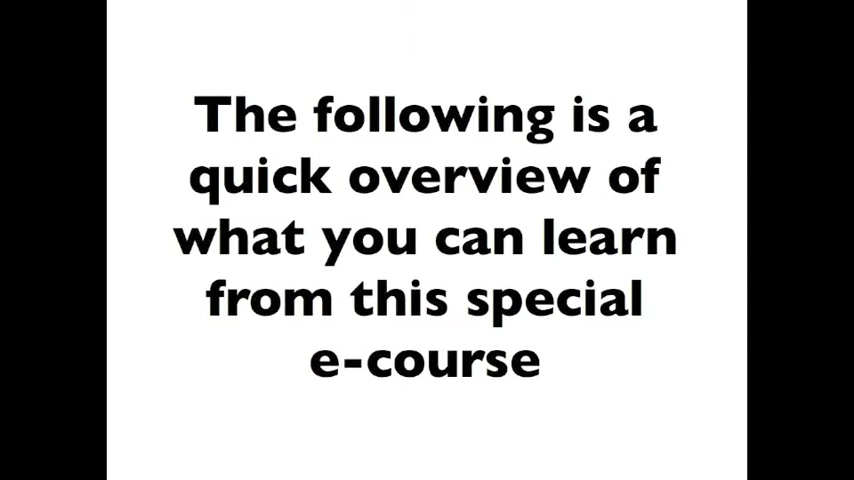 The following is a
quick overview of
what you can learn
from this special
e-course